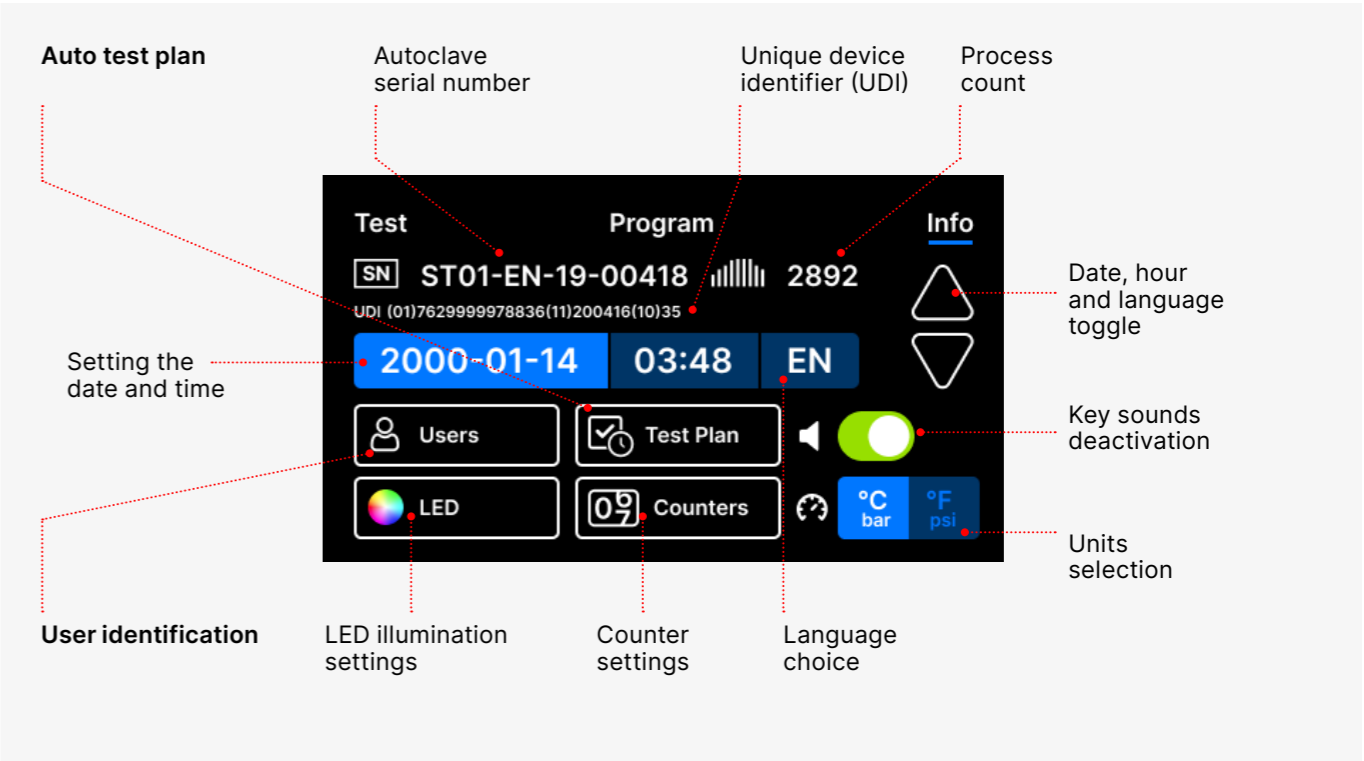 Auto test plan
Autoclave
serial number
Unique device
identifier (UDI)
Process
count
Test
Program
Info
SN
ST01-EN-19-00418
2892
UDI (01)7629999978836(11)200416(10)35
Date, hour
and language
toggle
Setting the
date and time
2000-01-14
03:48
EN
Users
Test Plan
Key sounds
deactivation
LED
Counters
°C
bar
°F
psi
Units
selection
User identification
LED illumination
settings
Counter
settings
Language
choice